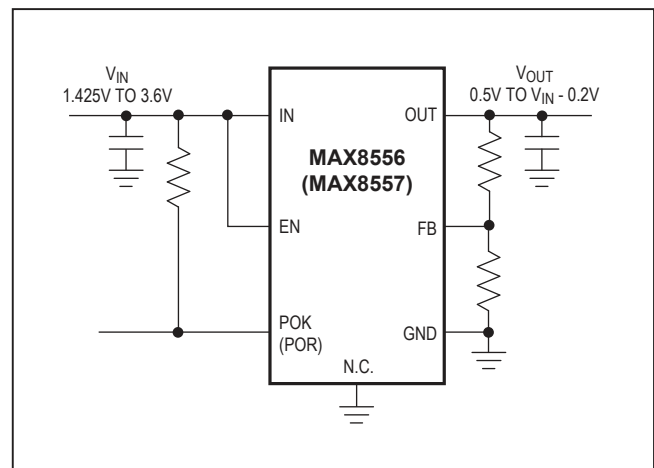 V_IN
1.425V TO 3.6V
V_OUT
0.5V TO V_IN - 0.2V
IN
OUT
MAX8556
(MAX8557)
EN
FB
POK
(POR)
GND
N.C.